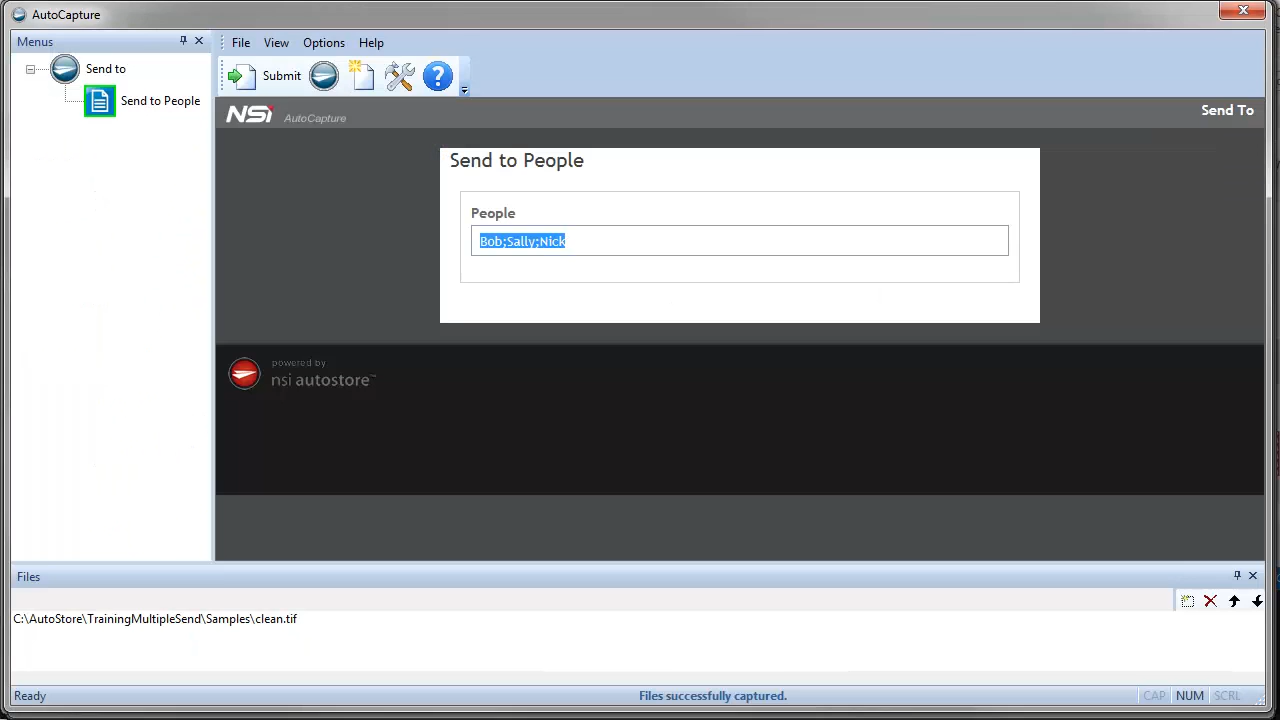 AutoCapture
Menus
Send to
Send to People
File View Options Help
Submit
NSi AutoCapture
Send To
Send to People
People
Bob;Sally;Nick
powered by
nsi autostore™
Files
C:\AutoStore\TrainingMultipleSend\Samples\clean.tif
Ready
Files successfully captured.
CAP NUM SCRL